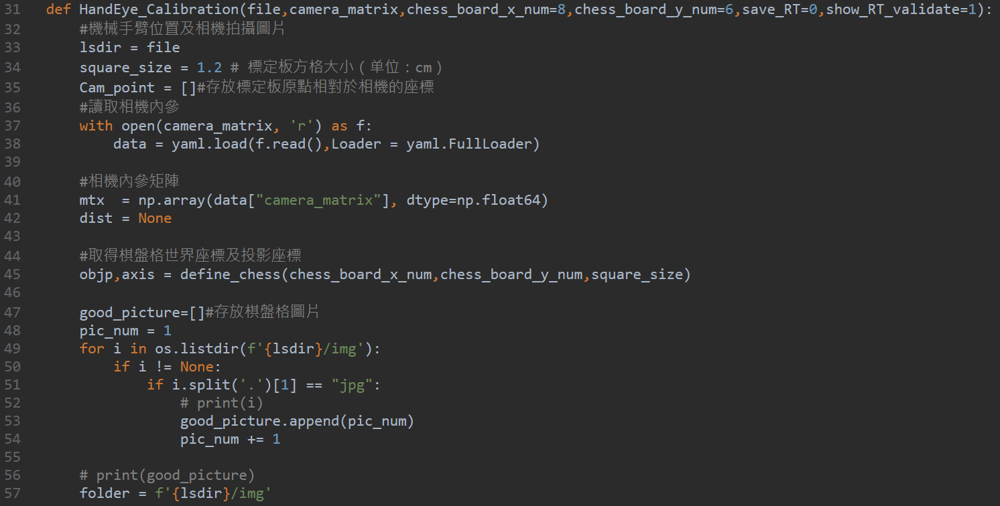 31 def HandEye_Calibration(file,camera_matrix,chess_board_x_num=8,chess_board_y_num=6,save_RT=0,show_RT_validate=1):
32 #機械手臂位置及相機拍攝圖片
33 lsdir = file
34 square_size = 1.2 # 標定板方格大小(单位:cm)
35 Cam_point = []#存放標定板原點相對於相機的座標
36 #讀取相機內參
37 with open(camera_matrix, 'r') as f:
38 data = yaml.load(f.read(),Loader = yaml.FullLoader)
39
40 #相機內參矩陣
41 mtx  = np.array(data["camera_matrix"], dtype=np.float64)
42 dist = None
43
44 #取得棋盤格世界座標及投影座標
45 objp,axis = define_chess(chess_board_x_num,chess_board_y_num,square_size)
46
47 good_picture=[]#存放棋盤格圖片
48 pic_num = 1
49 for i in os.listdir(f'{lsdir}/img'):
50 if i != None:
51 if i.split('.')[1] == "jpg":
52 # print(i)
53 good_picture.append(pic_num)
54 pic_num += 1
55
56 # print(good_picture)
57 folder = f'{lsdir}/img'